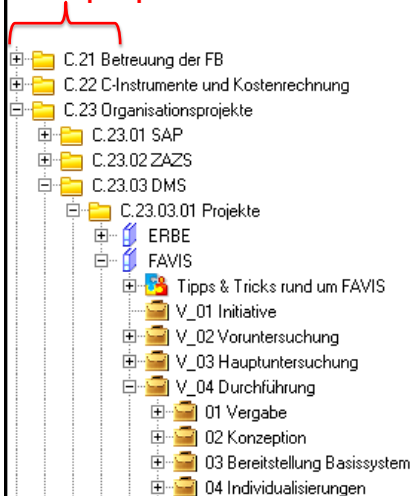 C.21 Betreuung der FB
C.22 C-Instrumente und Kostenrechnung
C.23 Organisationsprojekte
C.23.01 SAP
C.23.02 ZAZS
C.23.03 DMS
C.23.03.01 Projekte
ERBE
FAVIS
Tipps & Tricks rund um FAVIS
V_01 Initiative
V_02 Voruntersuchung
V_03 Hauptuntersuchung
V_04 Durchführung
01 Vergabe
02 Konzeption
03 Bereitstellung Basissystem
04 Individualisierungen